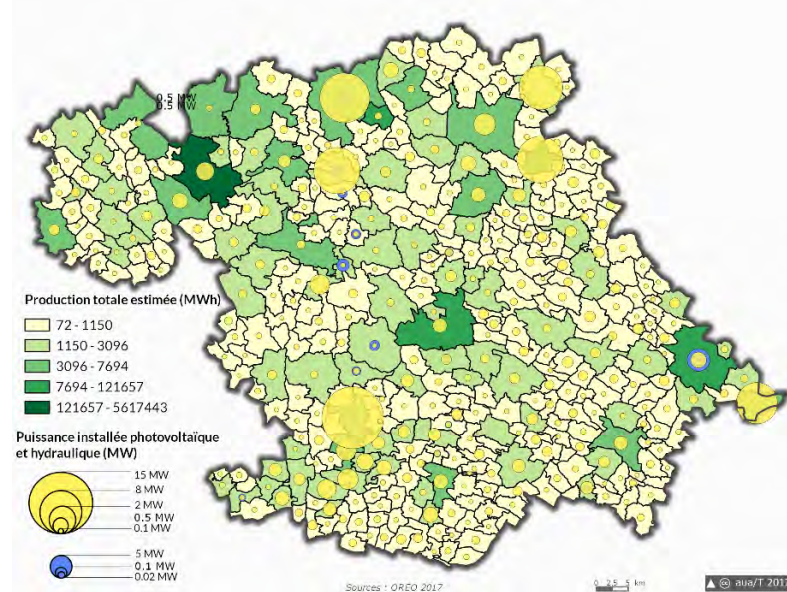 0.5 MW
0.5 MW
Production totale estimée (MWh)
72 - 1150
1150 - 3096
3096 - 7694
7694 - 121657
121657 - 5617443
Puissance installée photovoltaïque
et hydraulique (MW)
15 MW
8 MW
2 MW
0.5 MW
0.1 MW
5 MW
0.1 MW
0.02 MW
Sources : OREO 2017
0 2,5 5 km
cc aua/T 2017